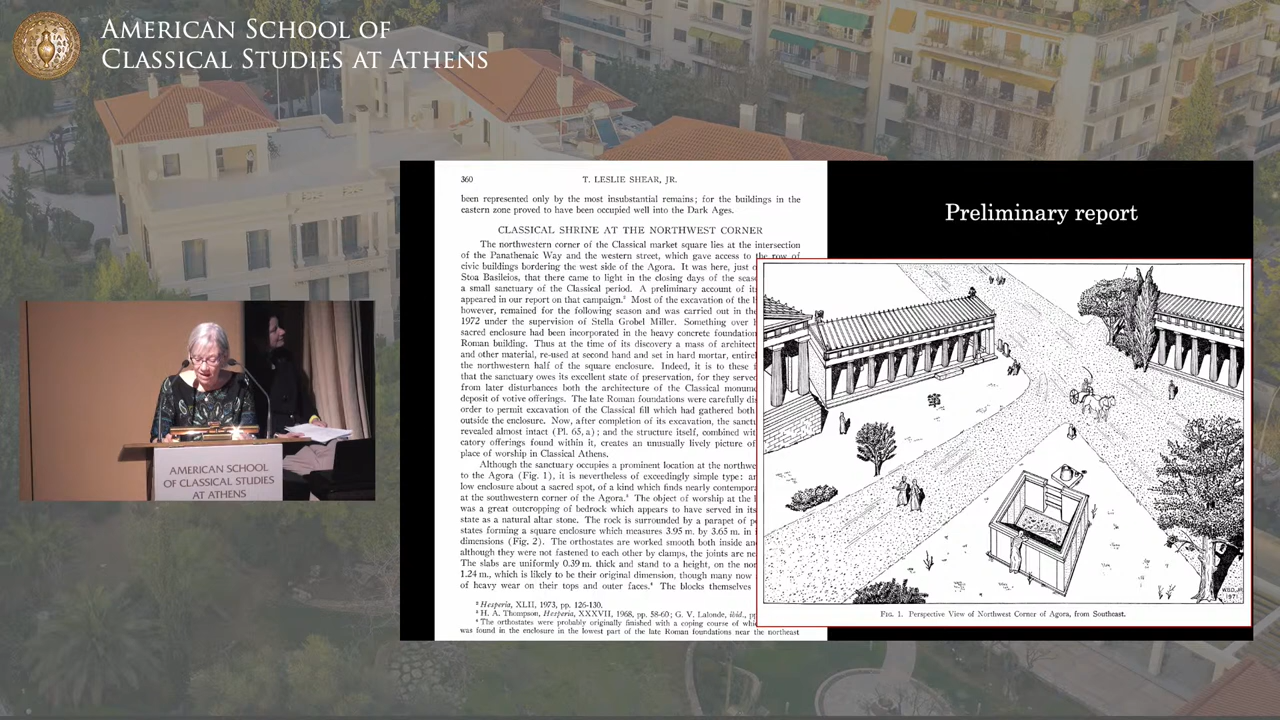 AMERICAN SCHOOL OF
CLASSICAL STUDIES AT ATHENS
360
T. LESLIE SHEAR, JR.
been represented only by the most insubstantial remains; for the buildings in the
eastern zone proved to have been occupied well into the Dark Ages.
CLASSICAL SHRINE AT THE NORTHWEST CORNER
The northwestern corner of the Classical market square lies at the intersection
of the Panathenaic Way and the western street, which gave access to the row of
civic buildings bordering the west side of the Agora. It was here, just
Stoa Basileios, that there came to light in the closing days of the
a small sanctuary of the Classical period. A preliminary account of
appeared in our report on that campaign.² Most of the excavation of the
however, remained for the following season and was carried out in the
1972 under the supervision of Stella Grobel Miller. Something over
sacred enclosure had been incorporated in the heavy concrete
Roman building. Thus at the time of its discovery a mass of
and other material, re-used at second hand and set in hard mortar,
the northwestern half of the square enclosure. Indeed, it is to these
that the sanctuary owes its excellent state of preservation, for they served
from later disturbances both the architecture of the Classical
deposit of votive offerings. The late Roman foundations were carefully
order to permit excavation of the Classical fill which had gathered both
outside the enclosure. Now, after completion of its excavation, the
revealed almost intact (Pl. 65, a); and the structure itself, combined
catory offerings found within it, creates an unusually lively picture of
place of worship in Classical Athens.
Although the sanctuary occupies a prominent location at the
to the Agora (Fig. 1), it is nevertheless of exceedingly simple type:
low enclosure about a sacred spot, of a kind which finds nearly
at the southwestern corner of the Agora.³ The object of worship at the
was a great outcropping of bedrock which appears to have served in its
state as a natural altar stone. The rock is surrounded by a parapet of
states forming a square enclosure which measures 3.95 m. by 3.65 m. in
dimensions (Fig. 2). The orthostates are worked smooth both inside
although they were not fastened to each other by clamps, the joints are
The slabs are uniformly 0.39 m. thick and stand to a height, on the
1.24 m., which is likely to be their original dimension, though many now
of heavy wear on their tops and outer faces.⁴ The blocks themselves
² Hesperia, XLII, 1973, pp. 126-130.
³ H. A. Thompson, Hesperia, XXXVII, 1968, pp. 58-60; G. V. Lalonde, ibid.,
⁴ The orthostates were probably originally finished with a coping course of
was found in the enclosure in the lowest part of the late Roman foundations near the northeast
Preliminary report
W.B.D.Jr
1971
FIG. 1. Perspective View of Northwest Corner of Agora, from Southeast.
AMERICAN SCHOOL
OF CLASSICAL STUDIES
AT ATHENS